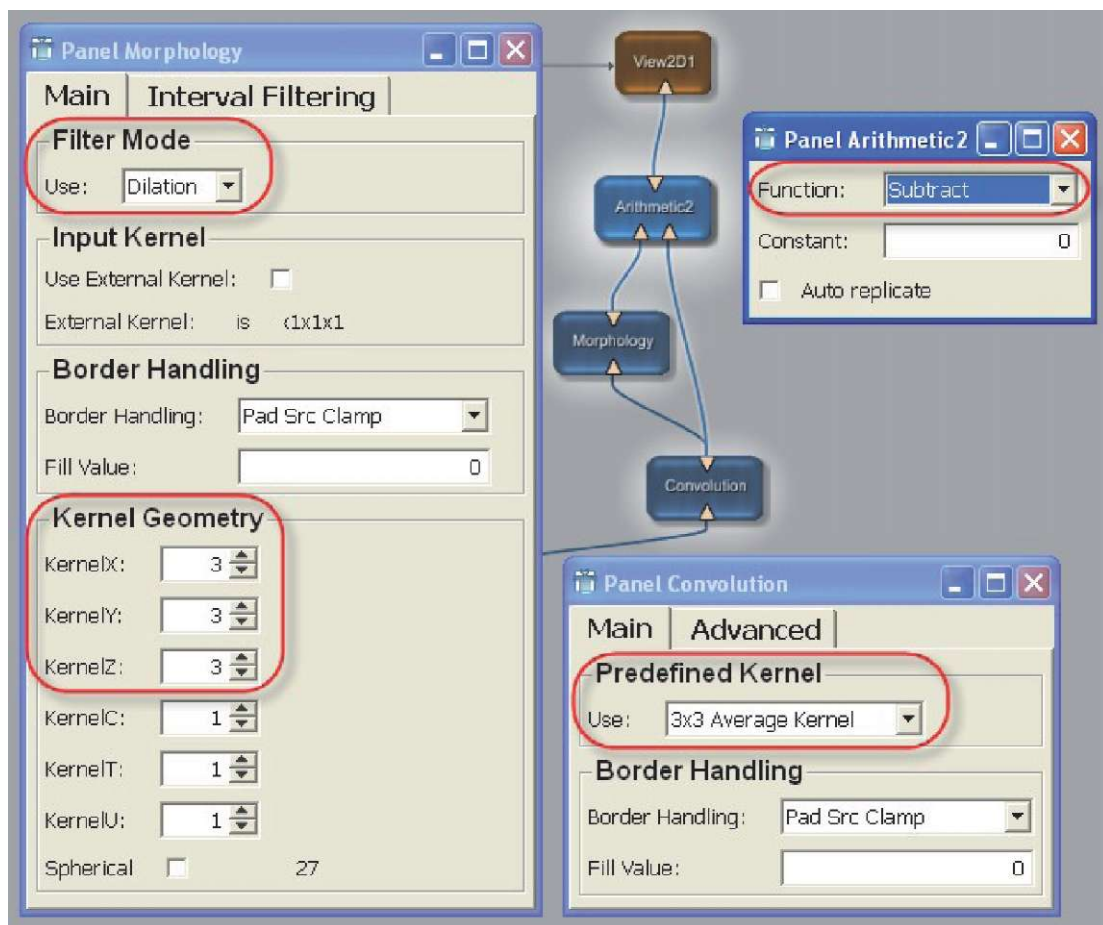 Panel Morphology
Main Interval Filtering
Filter Mode
Use: Dilation
Input Kernel
Use External Kernel:
External Kernel: is ‹1x1x1
Border Handling
Border Handling: Pad Src Clamp
Fill Value: 0
Kernel Geometry
KernelX: 3
KernelY: 3
KernelZ: 3
KernelC: 1
KernelT: 1
KernelU: 1
Spherical 27
View2D1
Arithmetic2
Morphology
Convolution
Panel Arithmetic2
Function: Subtract
Constant: 0
Auto replicate
Panel Convolution
Main Advanced
Predefined Kernel
Use: 3x3 Average Kernel
Border Handling
Border Handling: Pad Src Clamp
Fill Value: 0